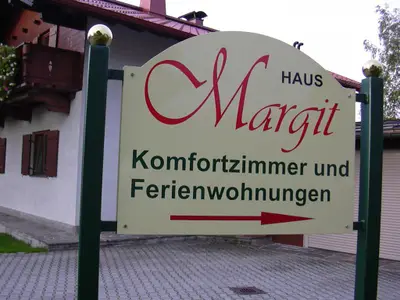 HAUS
Margit
Komfortzimmer und
Ferienwohnungen